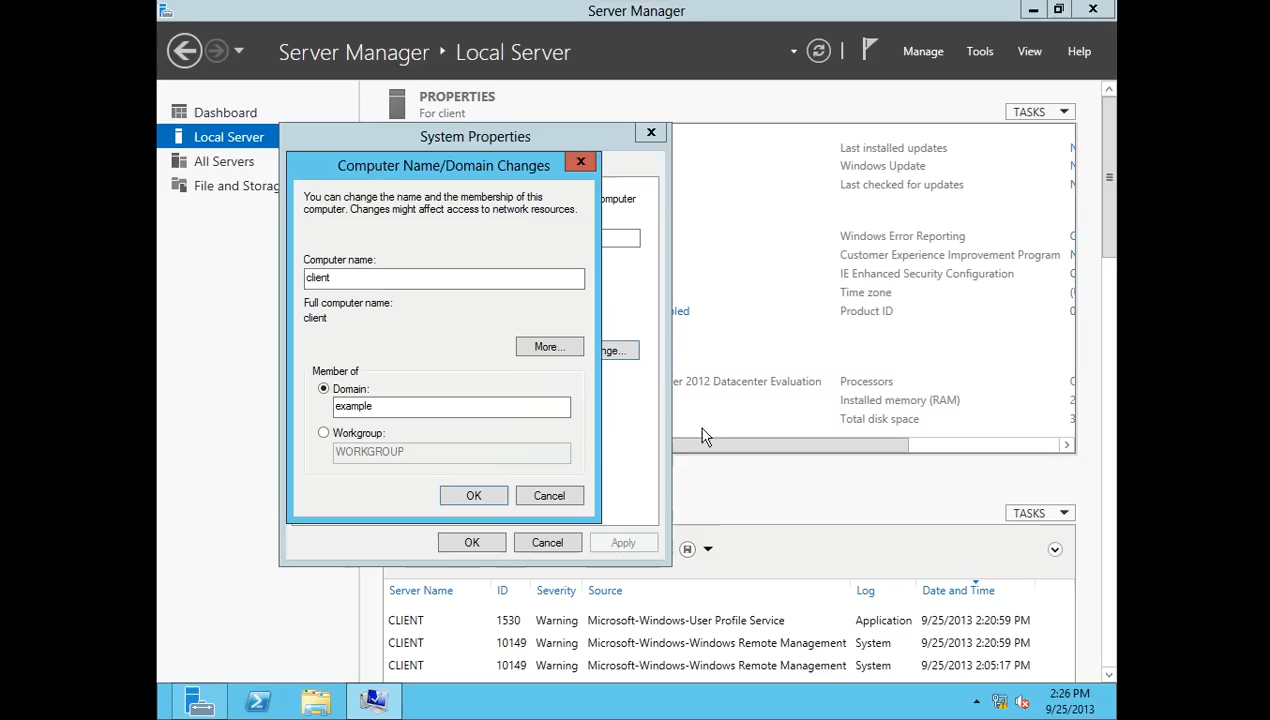 Server Manager
Server Manager • Local Server
Manage Tools View Help
Dashboard
Local Server
All Servers
File and Storag
PROPERTIES
For client
TASKS
System Properties
Computer Name/Domain Changes
You can change the name and the membership of this
computer. Changes might affect access to network resources.
Computer name:
client
Full computer name:
client
More...
Member of
Domain:
example
Workgroup:
WORKGROUP
OK Cancel
omputer
nge...
OK Cancel Apply
Last installed updates
Windows Update
Last checked for updates
Windows Error Reporting
Customer Experience Improvement Program
IE Enhanced Security Configuration
Time zone
bled Product ID
er 2012 Datacenter Evaluation Processors
Installed memory (RAM)
Total disk space
TASKS
Server Name ID Severity Source Log Date and Time
CLIENT 1530 Warning Microsoft-Windows-User Profile Service Application 9/25/2013 2:20:59 PM
CLIENT 10149 Warning Microsoft-Windows-Windows Remote Management System 9/25/2013 2:20:59 PM
CLIENT 10149 Warning Microsoft-Windows-Windows Remote Management System 9/25/2013 2:05:17 PM
2:26 PM
9/25/2013